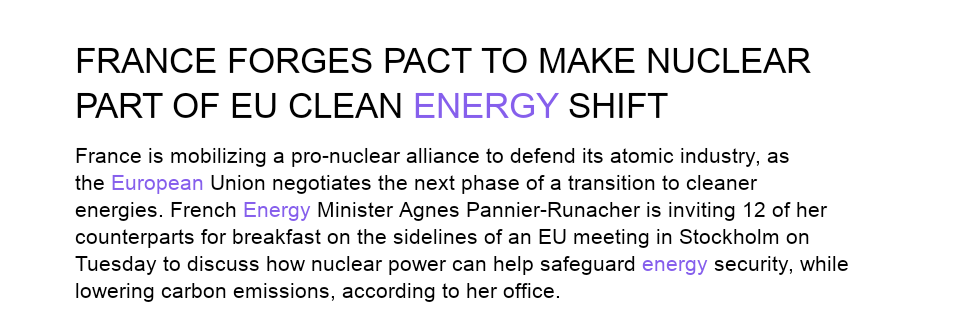 FRANCE FORGES PACT TO MAKE NUCLEAR
PART OF EU CLEAN ENERGY SHIFT
France is mobilizing a pro-nuclear alliance to defend its atomic industry, as
the European Union negotiates the next phase of a transition to cleaner
energies. French Energy Minister Agnes Pannier-Runacher is inviting 12 of her
counterparts for breakfast on the sidelines of an EU meeting in Stockholm on
Tuesday to discuss how nuclear power can help safeguard energy security, while
lowering carbon emissions, according to her office.